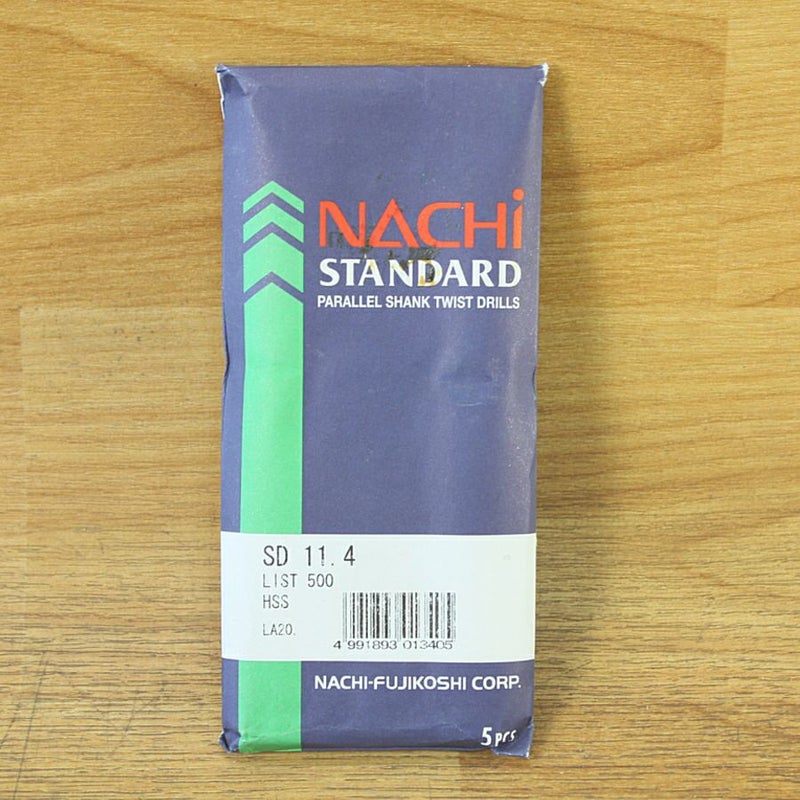 NACHi
STANDARD
PARALLEL SHANK TWIST DRILLS
SD 11.4
LIST 500
HSS
LA20.
4 991893 013405
NACHI-FUJIKOSHI CORP.
5 PCS